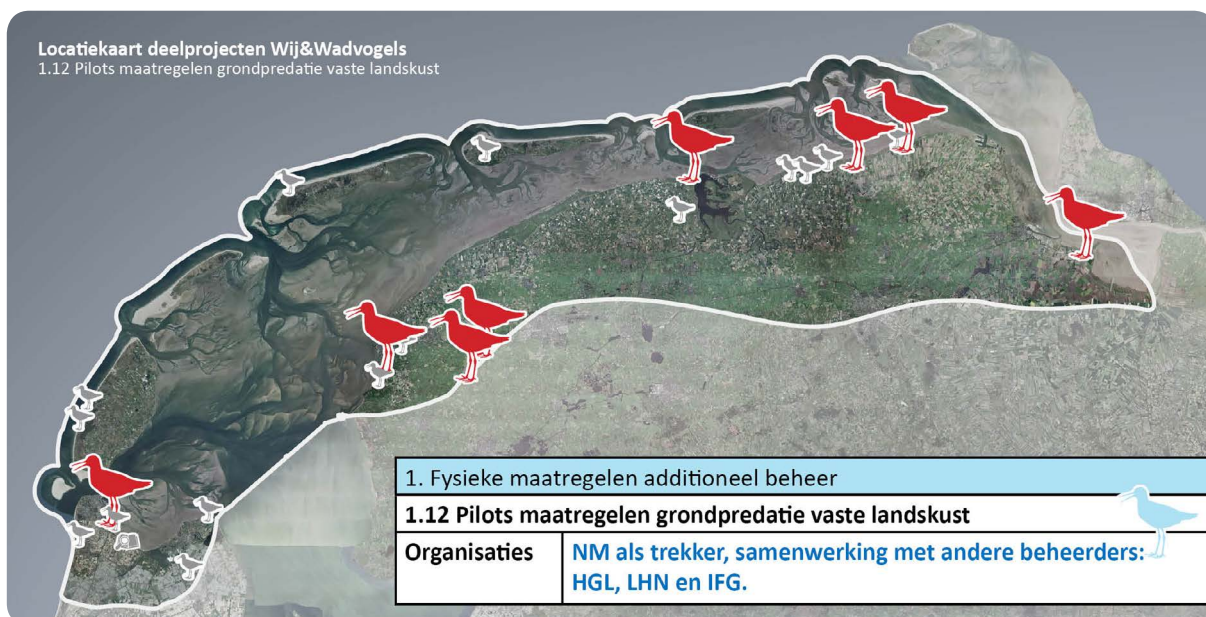 Locatiekaart deelprojecten Wij&Wadvogels
1.12 Pilots maatregelen grondpredatie vaste landskust
1. Fysieke maatregelen additioneel beheer
1.12 Pilots maatregelen grondpredatie vaste landskust
Organisaties
NM als trekker, samenwerking met andere beheerders:
HGL, LHN en IFG.